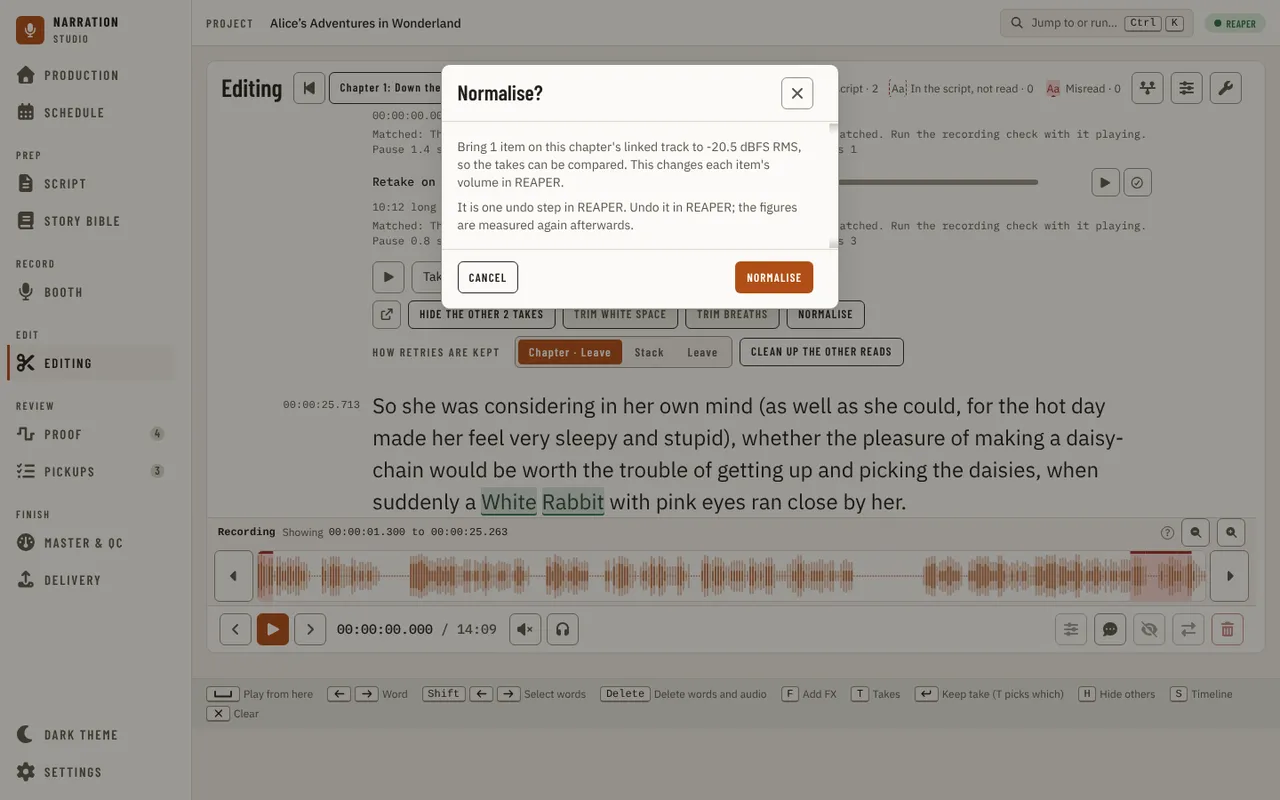 NARRATION
STUDIO
PRODUCTION
SCHEDULE
PREP
SCRIPT
STORY BIBLE
RECORD
BOOTH
EDIT
EDITING
REVIEW
PROOF 4
PICKUPS 3
FINISH
MASTER & QC
DELIVERY
DARK THEME
SETTINGS
PROJECT Alice's Adventures in Wonderland
Jump to or run... Ctrl K
REAPER
Editing
Chapter 1: Down the
cript · 2 Aa In the script, not read · 0 Aa Misread · 0
Normalise?
Bring 1 item on this chapter's linked track to -20.5 dBFS RMS,
so the takes can be compared. This changes each item's
volume in REAPER.
It is one undo step in REAPER. Undo it in REAPER; the figures
are measured again afterwards.
CANCEL NORMALISE
00:00:00.00
Matched: Th atched. Run the recording check with it playing.
Pause 1.4 s s 1
Retake on
10:12 long
Matched: Th atched. Run the recording check with it playing.
Pause 0.8 s s 3
Tak
HIDE THE OTHER 2 TAKES TRIM WHITE SPACE TRIM BREATHS NORMALISE
HOW RETRIES ARE KEPT Chapter · Leave Stack Leave CLEAN UP THE OTHER READS
00:00:25.713 So she was considering in her own mind (as well as she could, for the hot day
made her feel very sleepy and stupid), whether the pleasure of making a daisy-
chain would be worth the trouble of getting up and picking the daisies, when
suddenly a White Rabbit with pink eyes ran close by her.
Recording Showing 00:00:01.300 to 00:00:25.263
00:00:00.000 / 14:09
Play from here Word Shift Select words Delete Delete words and audio F Add FX T Takes Keep take (T picks which) H Hide others S Timeline
Clear